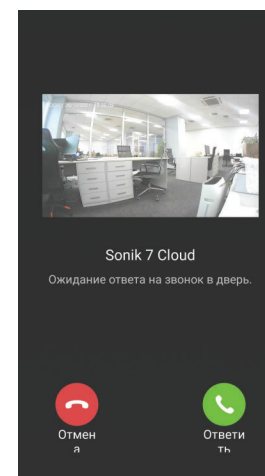 Sonik 7 Cloud
Ожидание ответа на звонок в дверь.
Отмен
а
Ответи
ть